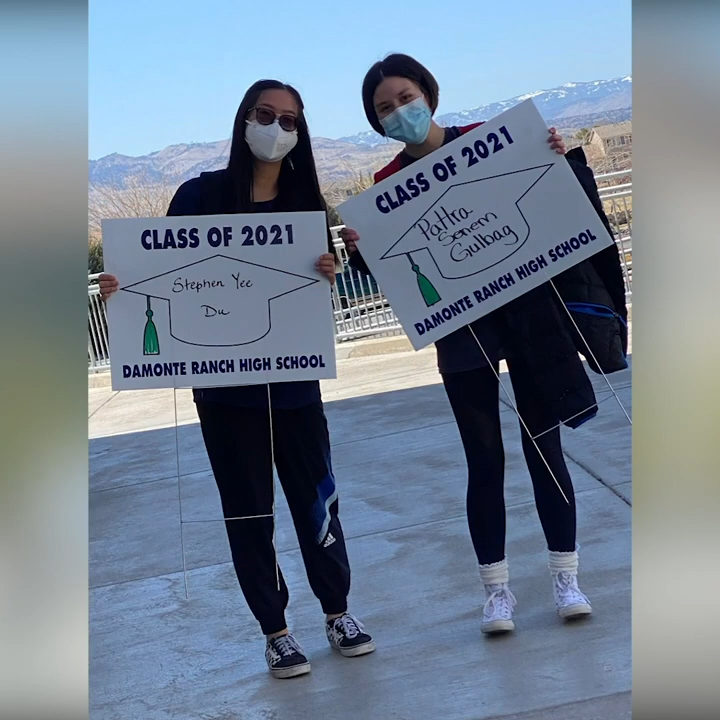 CLASS OF 2021
Stephen Yee
Du
DAMONTE RANCH HIGH SCHOOL
CLASS OF 2021
Pattra
Senem
Gulbag
DAMONTE RANCH HIGH SCHOOL